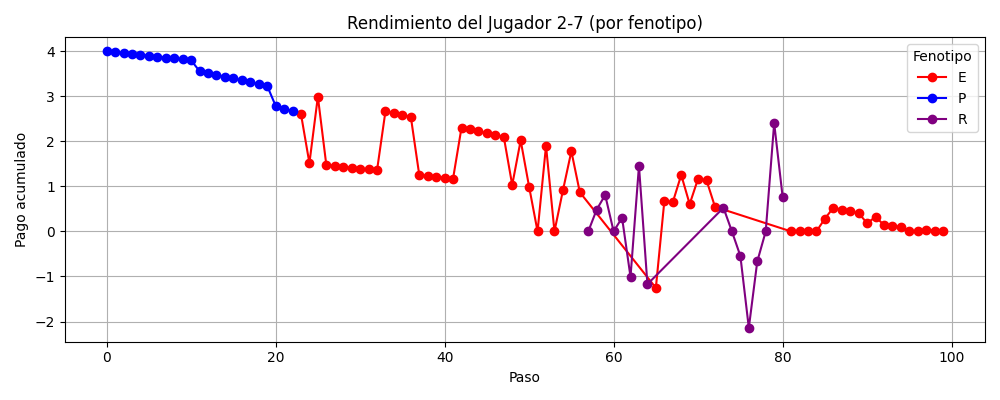 Rendimiento del Jugador 2-7 (por fenotipo)
Pago acumulado
4
3
2
1
0
−1
−2
Fenotipo
E
P
R
0 20 40 60 80 100
Paso